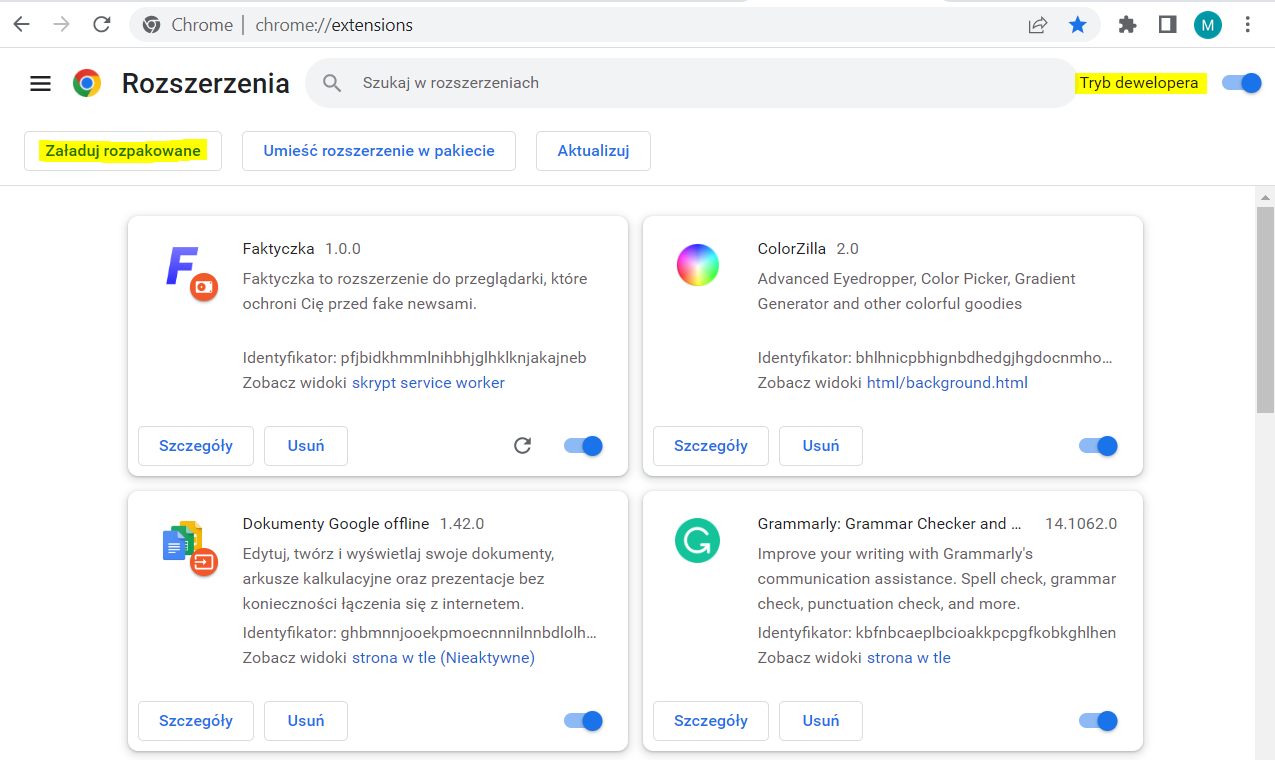 Chrome | chrome://extensions
M
Rozszerzenia
Szukaj w rozszerzeniach
Tryb dewelopera
Załaduj rozpakowane
Umieść rozszerzenie w pakiecie
Aktualizuj
Faktyczka 1.0.0
Faktyczka to rozszerzenie do przeglądarki, które
ochroni Cię przed fake newsami.
Identyfikator: pfjbidkhmmlnihbhjglhklknjakajneb
Zobacz widoki skrypt service worker
Szczegóły
Usuń
ColorZilla 2.0
Advanced Eyedropper, Color Picker, Gradient
Generator and other colorful goodies
Identyfikator: bhlhnicpbhignbdhedgjhgdocnmho...
Zobacz widoki html/background.html
Szczegóły
Usuń
Dokumenty Google offline 1.42.0
Edytuj, twórz i wyświetlaj swoje dokumenty,
arkusze kalkulacyjne oraz prezentacje bez
konieczności łączenia się z internetem.
Identyfikator: ghbmnnjooekpmoecnnnilnnbdlolh...
Zobacz widoki strona w tle (Nieaktywne)
Szczegóły
Usuń
Grammarly: Grammar Checker and ... 14.1062.0
Improve your writing with Grammarly's
communication assistance. Spell check, grammar
check, punctuation check, and more.
Identyfikator: kbfnbcaeplbcioakkpcpgfkobkghlhen
Zobacz widoki strona w tle
Szczegóły
Usuń